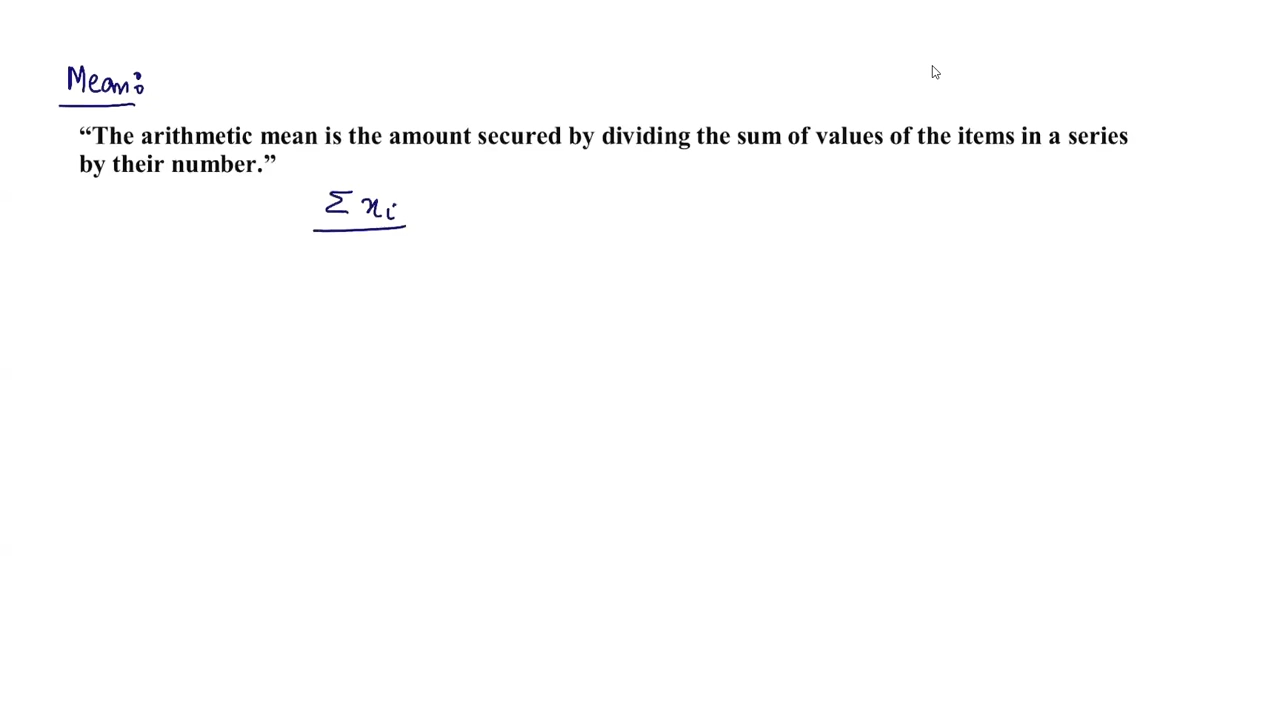 Mean:
“The arithmetic mean is the amount secured by dividing the sum of values of the items in a series
by their number.”
Σ xi